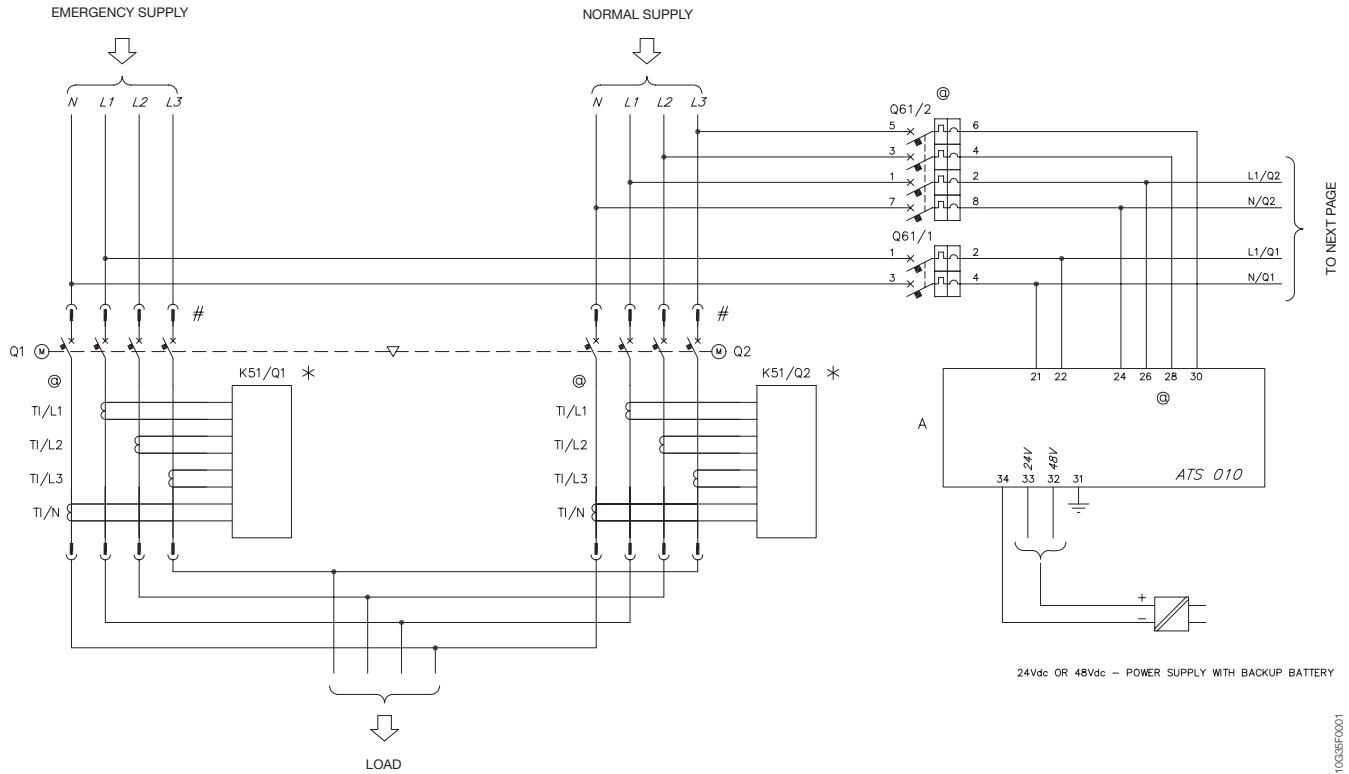 EMERGENCY SUPPLY
NORMAL SUPPLY
N L1 L2 L3
N L1 L2 L3
@
Q61/2
5 6
3 4
1 2 L1/Q2
7 8 N/Q2
Q61/1
1 2 L1/Q1
3 4 N/Q1
TO NEXT PAGE
#
#
Q1 M
M Q2
@
K51/Q1 *
@
K51/Q2 *
TI/L1
TI/L2
TI/L3
TI/N
TI/L1
TI/L2
TI/L3
TI/N
21 22 24 26 28 30
@
A
24V 48V
34 33 32 31
ATS 010
+
−
24Vdc OR 48Vdc – POWER SUPPLY WITH BACKUP BATTERY
LOAD
10G35F0001